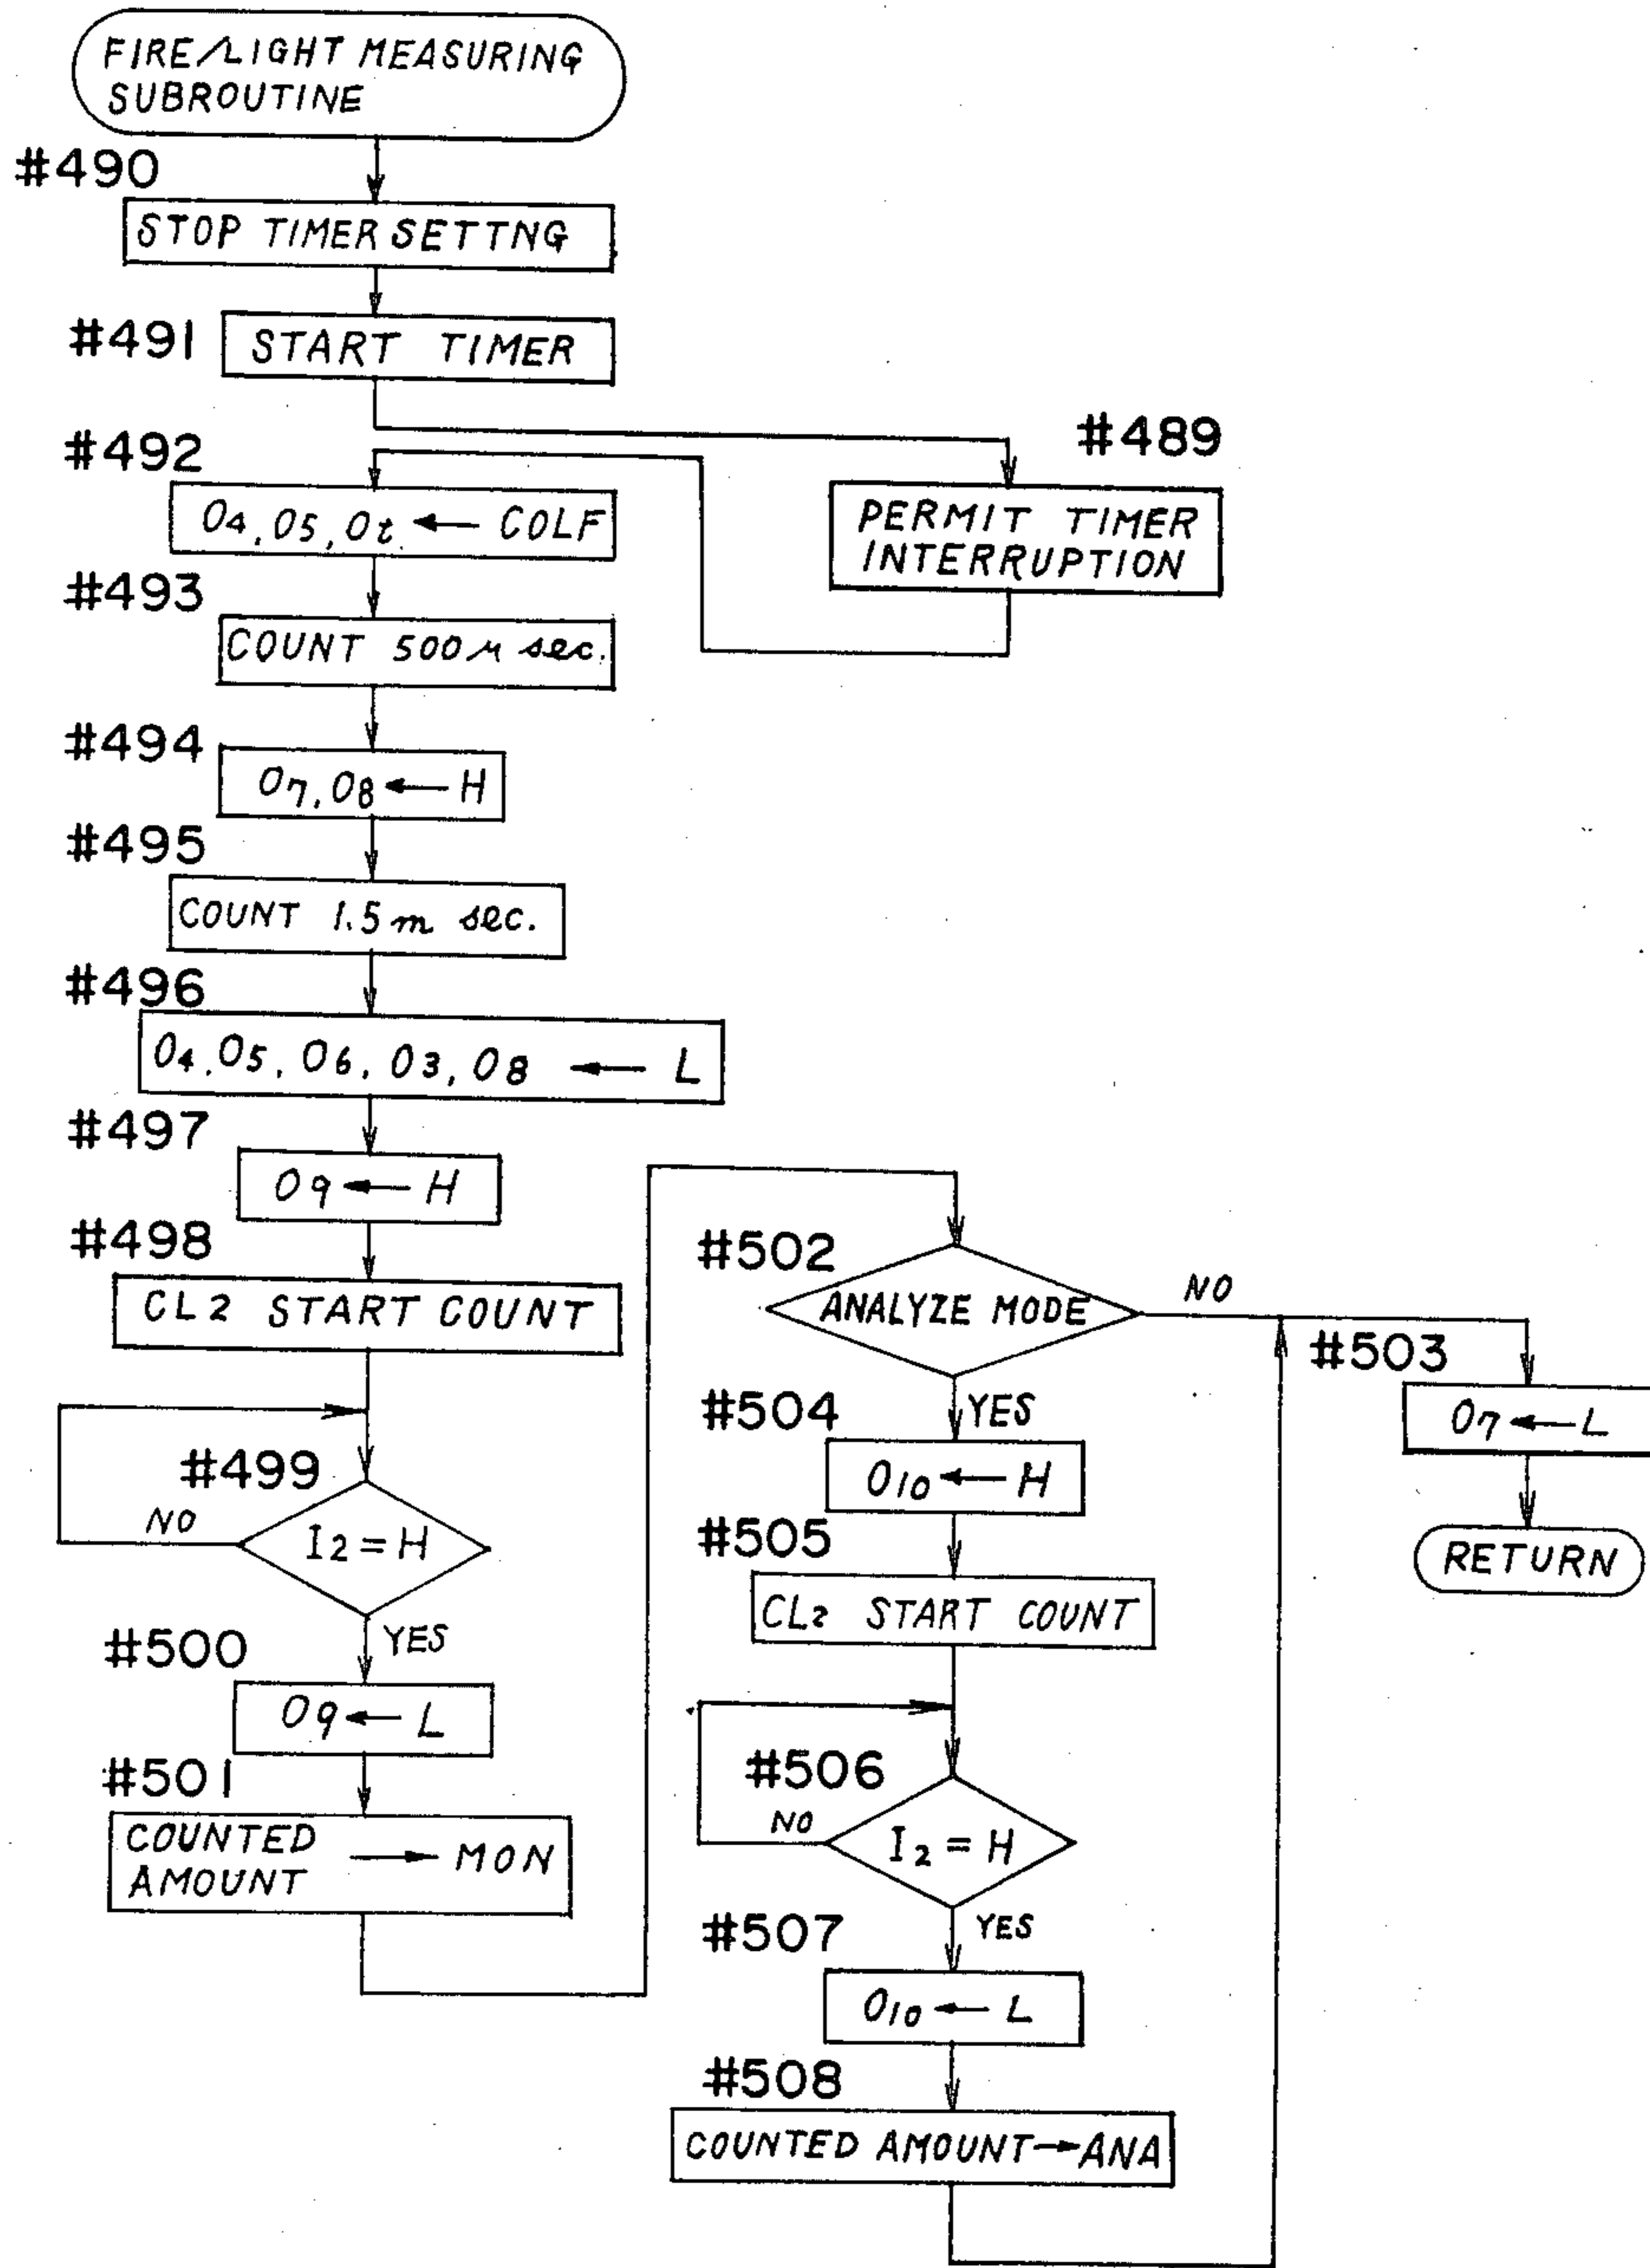 FIRE/LIGHT MEASURING
SUBROUTINE
#490
STOP TIMER SETTNG
#491
START TIMER
#489
PERMIT TIMER
INTERRUPTION
#492
O4, O5, Ot ← COLF
#493
COUNT 500 μ sec.
#494
O7, O8 ← H
#495
COUNT 1.5 m sec.
#496
O4, O5, O6, O3, O8 ← L
#497
O9 ← H
#498
CL2 START COUNT
#499
NO
I2 = H
YES
#500
O9 ← L
#501
COUNTED
AMOUNT → MON
#502
ANALYZE MODE
NO
#503
O7 ← L
RETURN
YES
#504
O10 ← H
#505
CL2 START COUNT
#506
NO
I2 = H
YES
#507
O10 ← L
#508
COUNTED AMOUNT → ANA